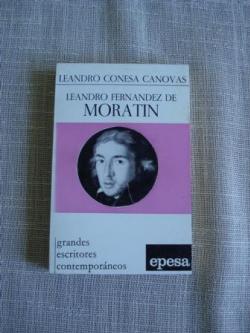 LEANDRO CONESA CANOVAS
LEANDRO FERNANDEZ DE
MORATIN
grandes
escritores
contemporáneos
epesa